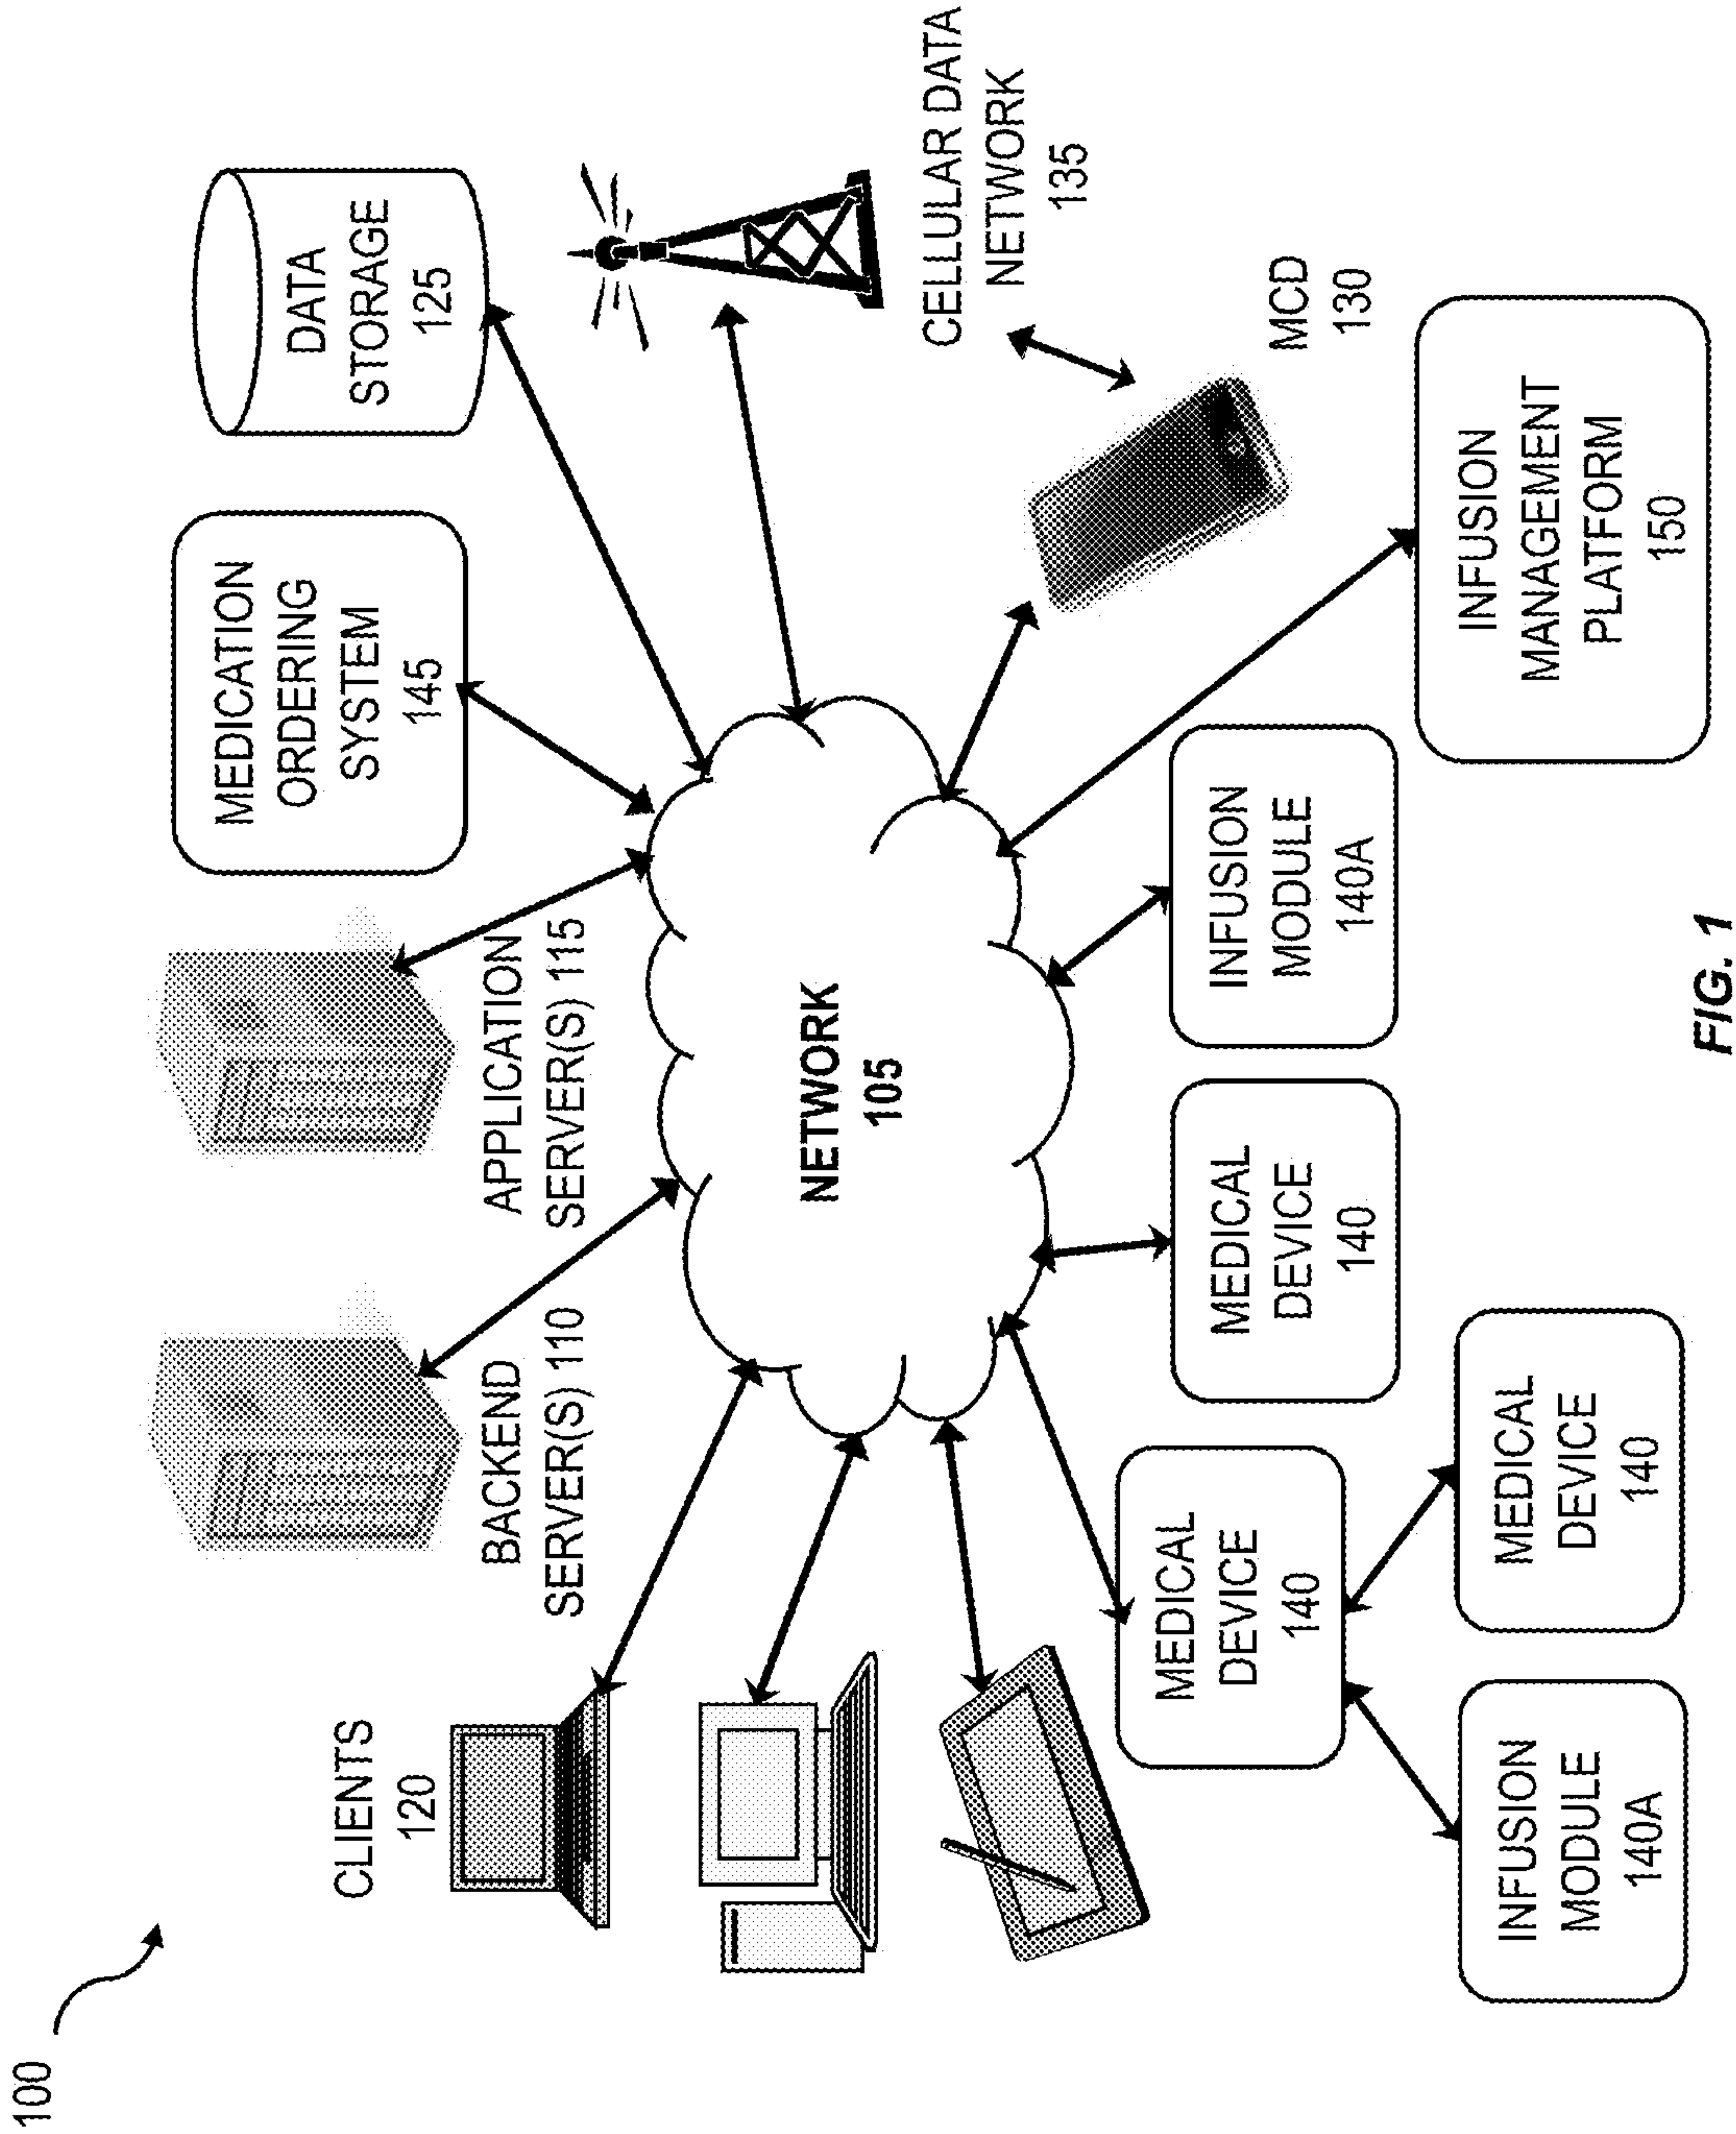 100
CLIENTS
120
BACKEND
SERVER(S) 110
APPLICATION
SERVER(S) 115
MEDICATION
ORDERING
SYSTEM
145
DATA
STORAGE
125
CELLULAR DATA
NETWORK
135
MCD
130
NETWORK
105
MEDICAL
DEVICE
140
MEDICAL
DEVICE
140
INFUSION
MODULE
140A
INFUSION
MANAGEMENT
PLATFORM
150
INFUSION
MODULE
140A
MEDICAL
DEVICE
140
FIG. 1